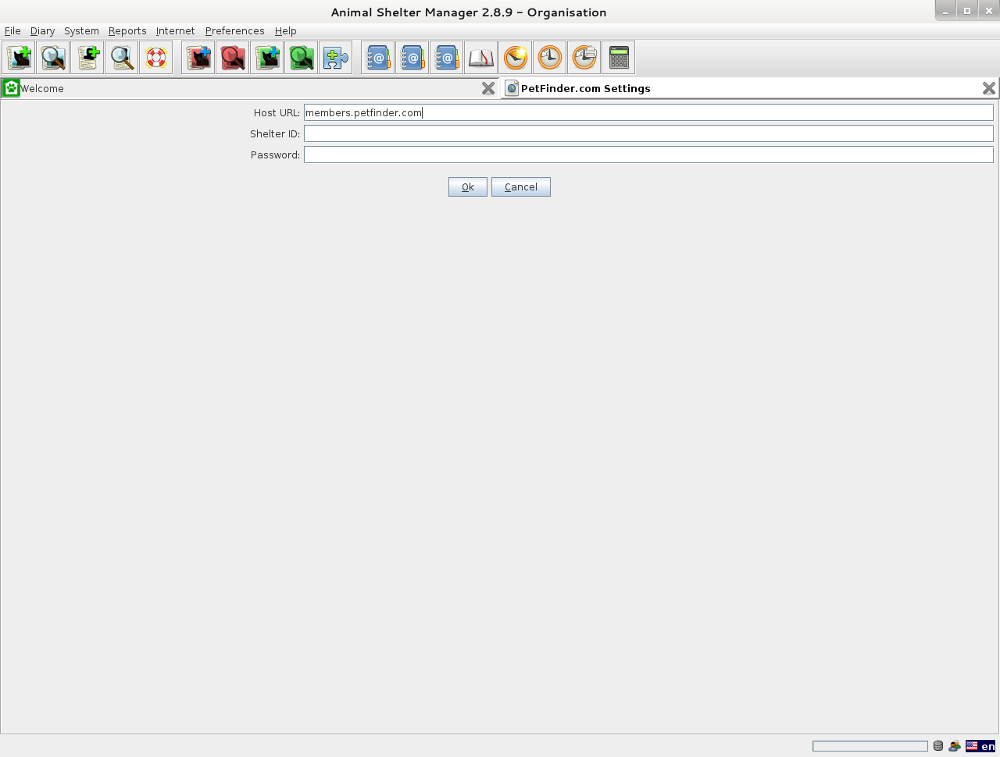 Animal Shelter Manager 2.8.9 - Organisation
File Diary System Reports Internet Preferences Help
Welcome
PetFinder.com Settings
Host URL: members.petfinder.com
Shelter ID:
Password:
Ok Cancel
en